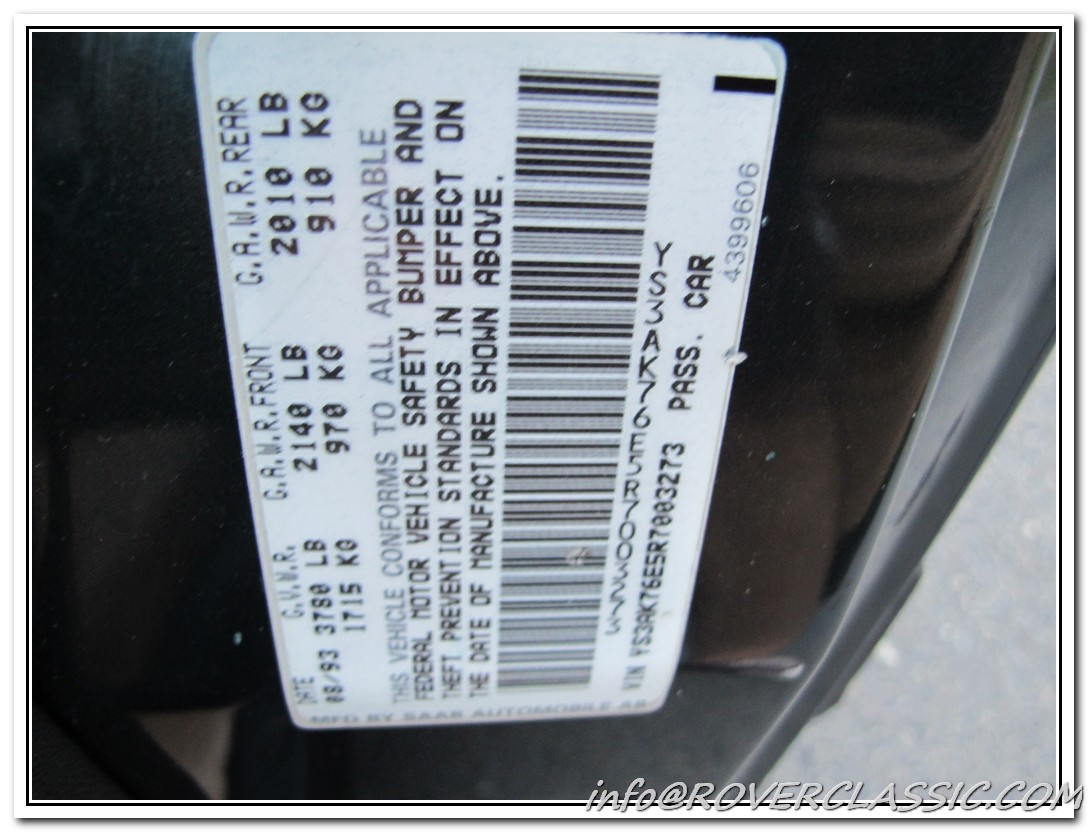 MFD BY SAAB AUTOMOBILE AB
DATE G.V.W.R. G.A.W.R.FRONT G.A.W.R.REAR
08/93 3780 LB 2140 LB 2010 LB
1715 KG 970 KG 910 KG
THIS VEHICLE CONFORMS TO ALL APPLICABLE
FEDERAL MOTOR VEHICLE SAFETY BUMPER AND
THEFT PREVENTION STANDARDS IN EFFECT ON
THE DATE OF MANUFACTURE SHOWN ABOVE.
YS3AK76E5R7003273
VIN YS3AK76E5R7003273 PASS. CAR
4399606
info@ROVERCLASSIC.COM